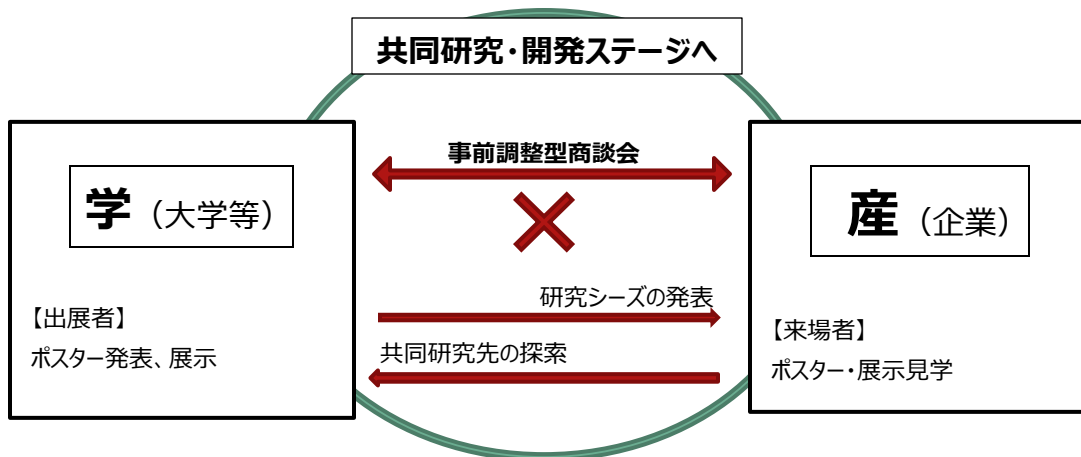 共同研究・開発ステージへ
事前調整型商談会
学（大学等）
産（企業）
研究シーズの発表
【出展者】
ポスター発表、展示
共同研究先の探索
【来場者】
ポスター・展示見学